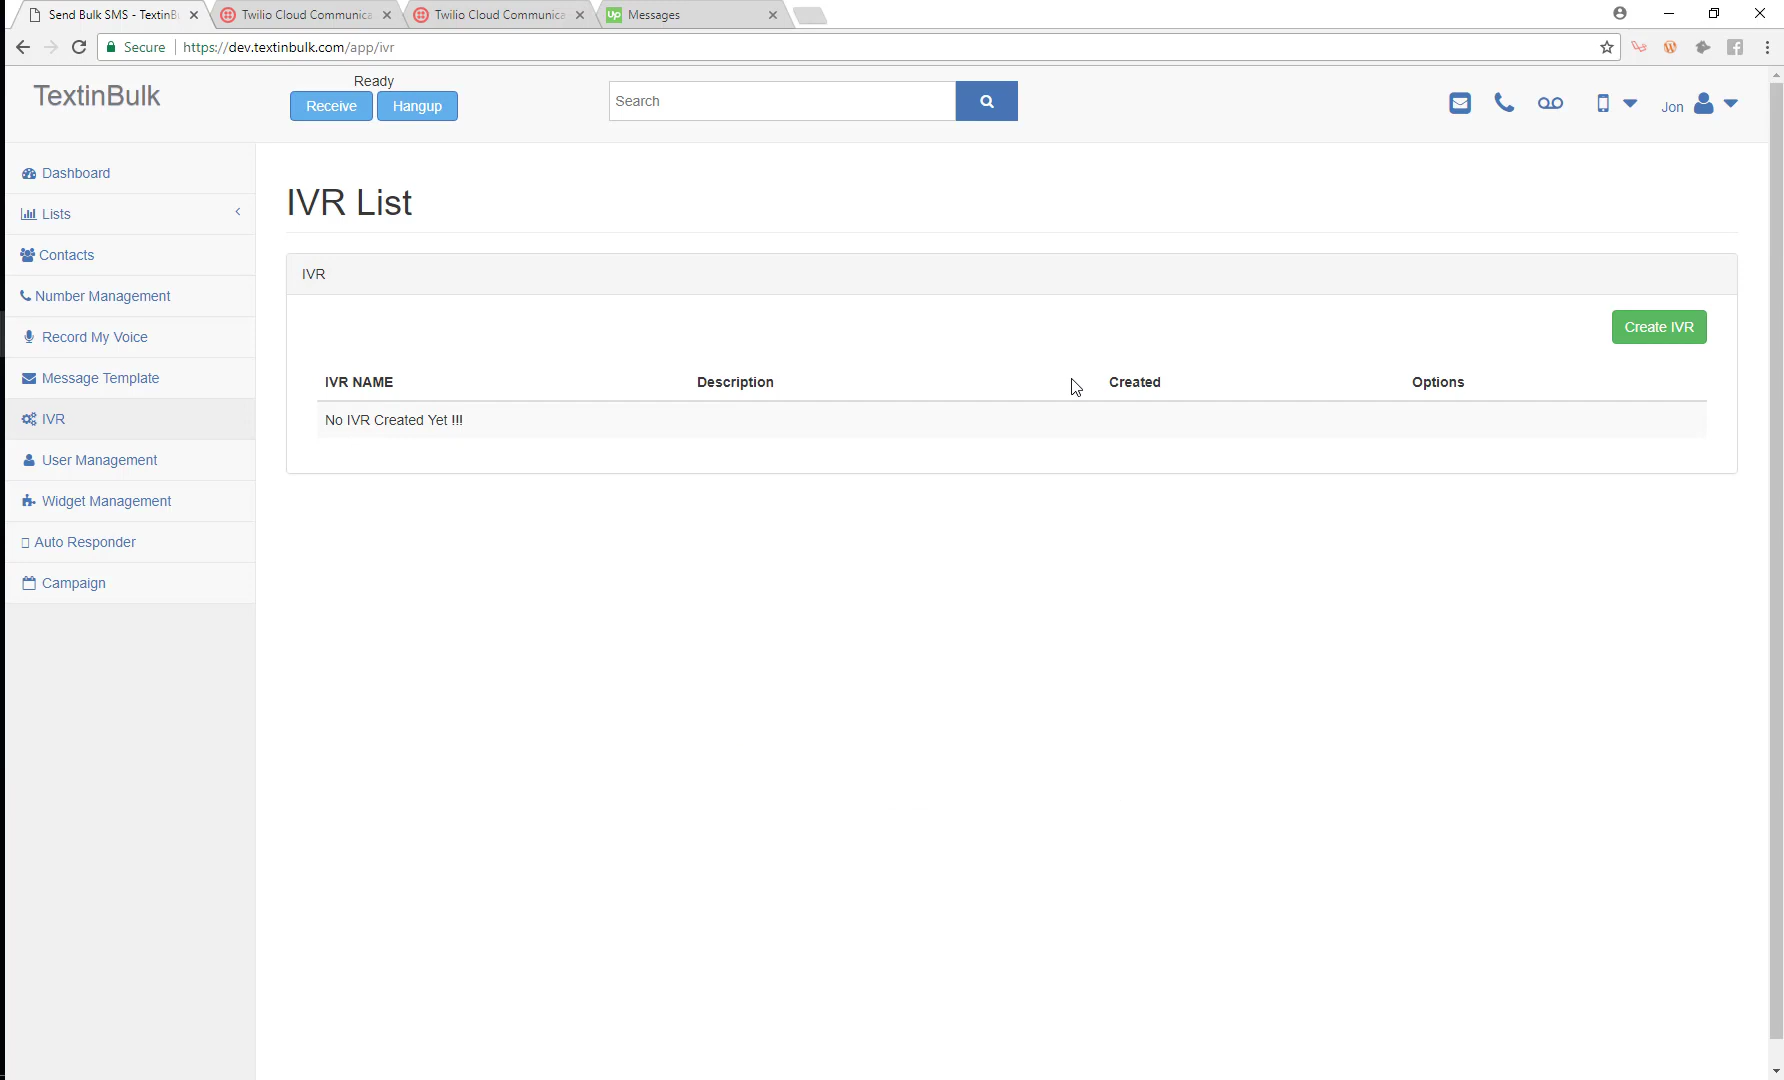 Send Bulk SMS - TextinB
Twilio Cloud Communica
Twilio Cloud Communica
Up Messages
Secure https://dev.textinbulk.com/app/ivr
TextinBulk
Ready
Receive Hangup
Search
Jon
Dashboard
Lists
Contacts
Number Management
Record My Voice
Message Template
IVR
User Management
Widget Management
Auto Responder
Campaign
IVR List
IVR
Create IVR
IVR NAME Description Created Options
No IVR Created Yet !!!